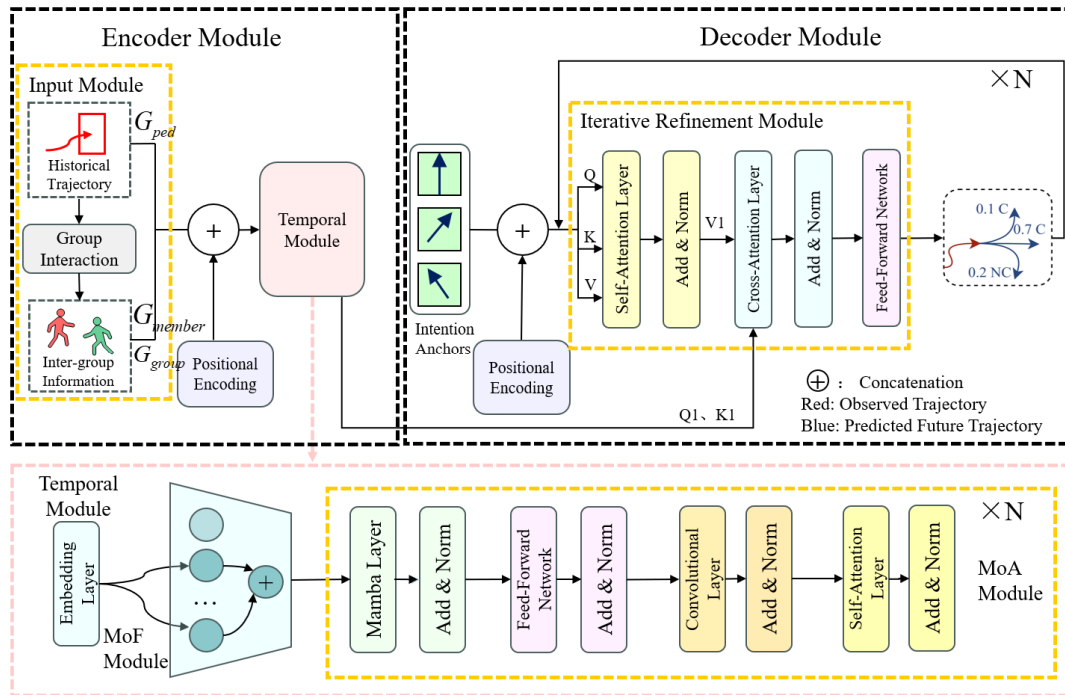 Encoder Module
Input Module
G_ped
Historical
Trajectory
Group
Interaction
G_member
G_group
Inter-group
Information
+
Positional
Encoding
Temporal
Module
Decoder Module
×N
Iterative Refinement Module
Intention
Anchors
+
Positional
Encoding
Q
K
V
Self-Attention Layer
Add & Norm
V1
Cross-Attention Layer
Add & Norm
Feed-Forward Network
0.1 C
0.7 C
0.2 NC
Q1、K1
+ : Concatenation
Red: Observed Trajectory
Blue: Predicted Future Trajectory
Temporal
Module
Embedding
Layer
MoF
Module
...
+
Mamba Layer
Add & Norm
Feed-Forward
Network
Add & Norm
Convolutional
Layer
Add & Norm
Self-Attention
Layer
Add & Norm
×N
MoA
Module